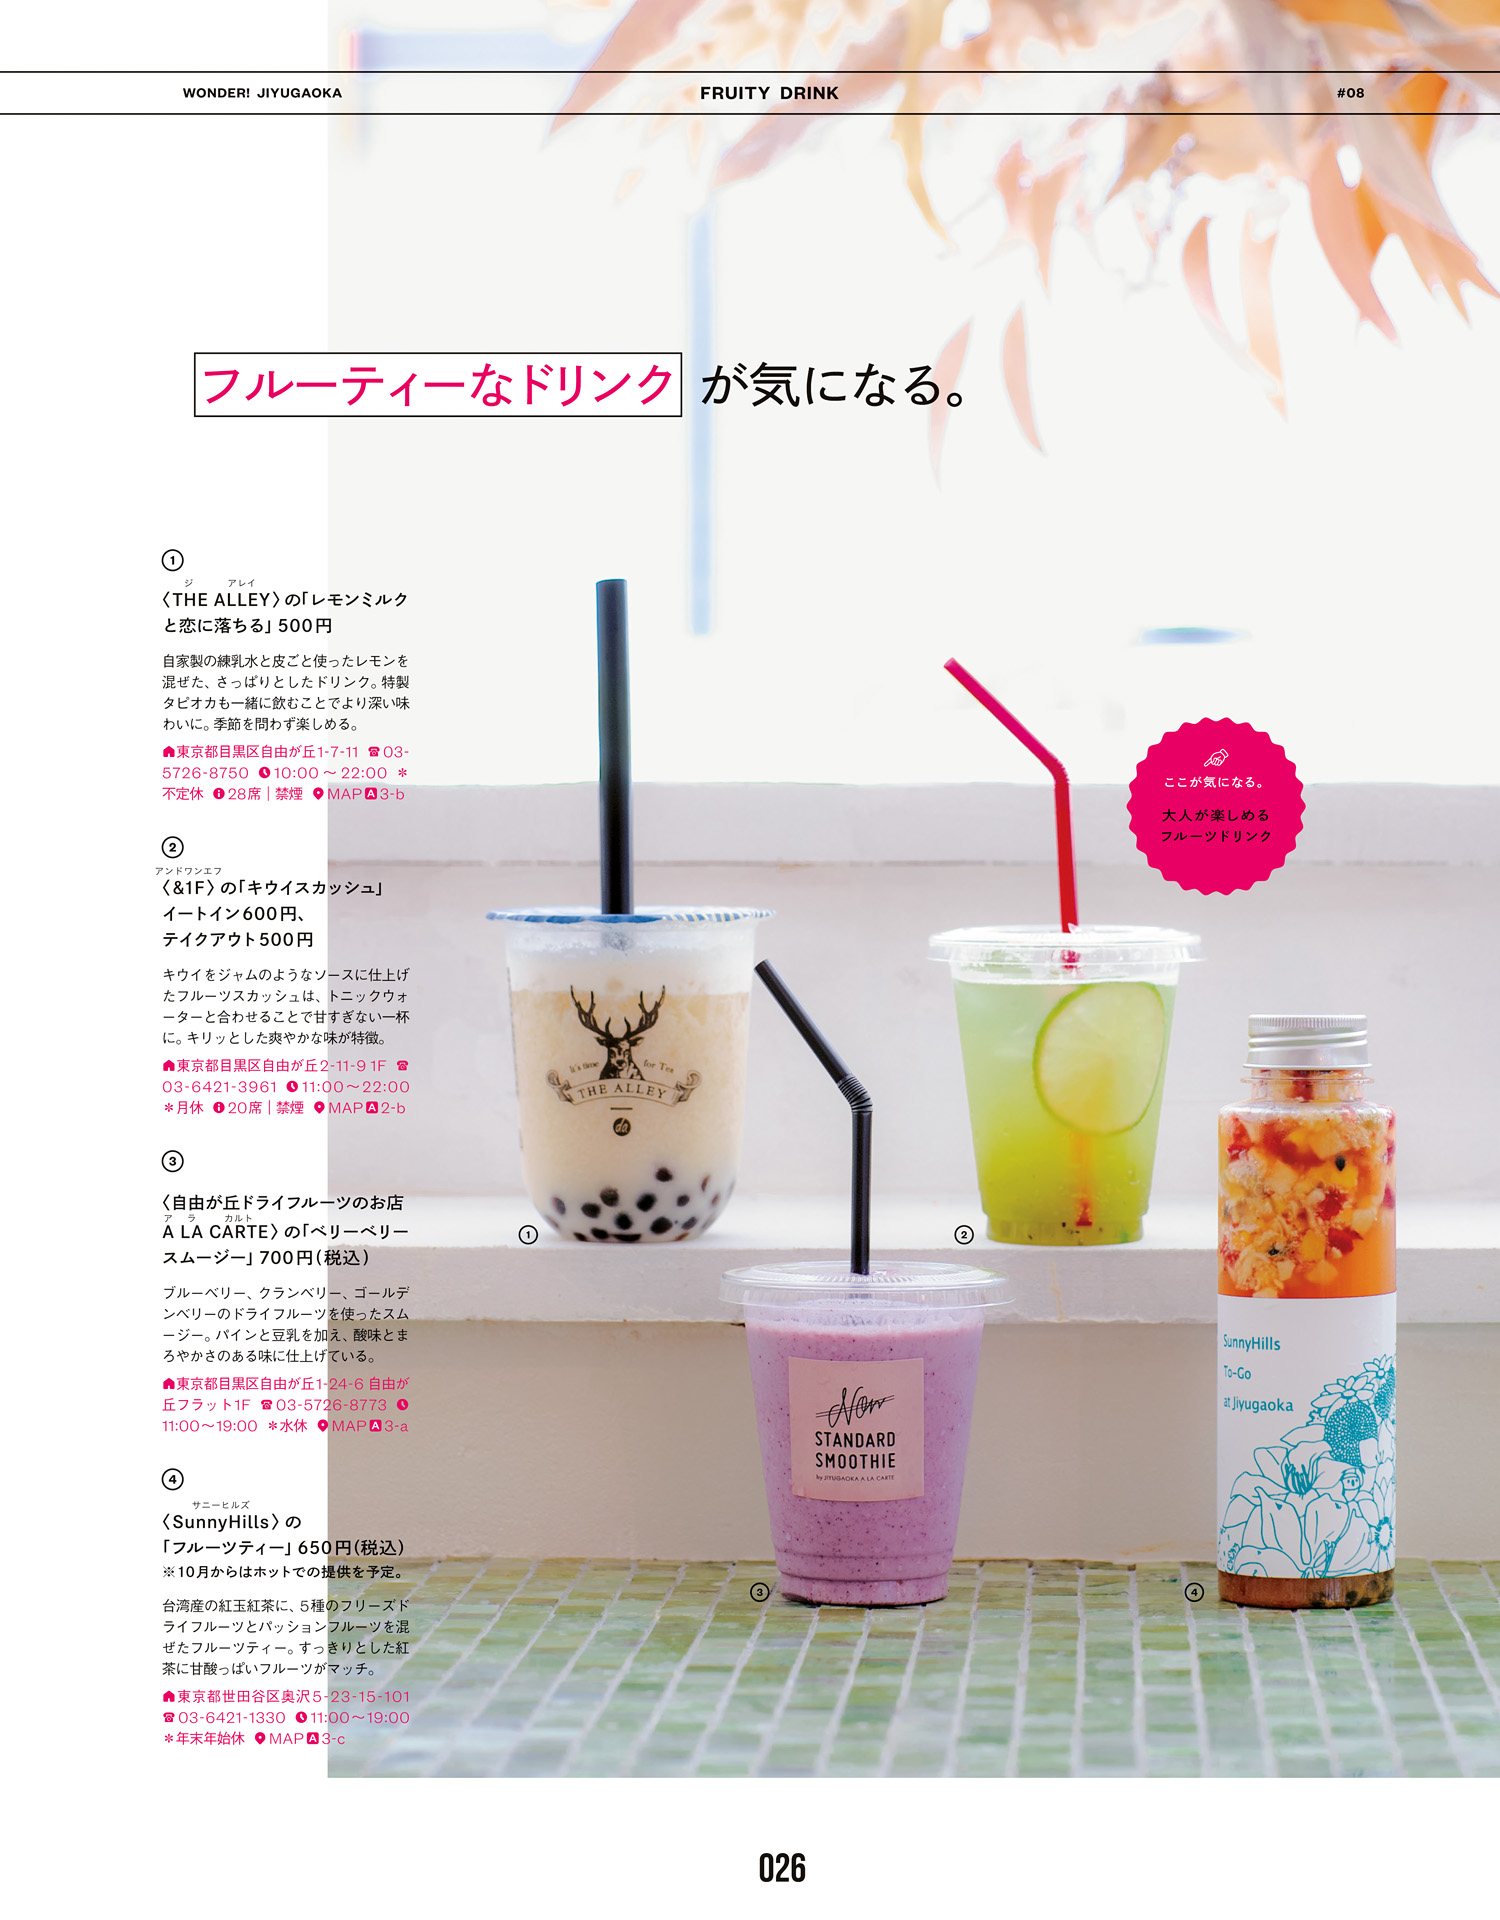 WONDER! JIYUGAOKA
FRUITY DRINK
#08
フルーティーなドリンク が気になる。
1
ジ アレイ
〈THE ALLEY〉の「レモンミルク
と恋に落ちる」 500円
自家製の練乳水と皮ごと使ったレモンを
混ぜた、さっぱりとしたドリンク。特製
タピオカも一緒に飲むことでより深い味
わいに。季節を問わず楽しめる。
東京都目黒区自由が丘1-7-11 ☎03-
5726-8750 10:00～22:00 *
不定休 28席｜禁煙 MAP A 3-b
2
アンドワンエフ
〈&1F〉の「キウイスカッシュ」
イートイン600円、
テイクアウト500円
キウイをジャムのようなソースに仕上げ
たフルーツスカッシュは、トニックウォ
ーターと合わせることで甘すぎない一杯
に。キリッとした爽やかな味が特徴。
東京都目黒区自由が丘2-11-9 1F ☎
03-6421-3961 11:00～22:00
*月休 20席｜禁煙 MAP A 2-b
3
〈自由が丘ドライフルーツのお店
ア ラ カルト
A LA CARTE〉の「ベリーベリー
スムージー」 700円(税込)
ブルーベリー、クランベリー、ゴールデ
ンベリーのドライフルーツを使ったスム
ージー。パインと豆乳を加え、酸味とま
ろやかさのある味に仕上げている。
東京都目黒区自由が丘1-24-6 自由が
丘フラット1F ☎03-5726-8773
11:00～19:00 *水休 MAP A 3-a
4
サニーヒルズ
〈SunnyHills〉の
「フルーツティー」 650円(税込)
※10月からはホットでの提供を予定。
台湾産の紅玉紅茶に、5種のフリーズド
ライフルーツとパッションフルーツを混
ぜたフルーツティー。すっきりとした紅
茶に甘酸っぱいフルーツがマッチ。
東京都世田谷区奥沢5-23-15-101
☎03-6421-1330 11:00～19:00
*年末年始休 MAP A 3-c
ここが気になる。
大人が楽しめる
フルーツドリンク
It's time for Tea
THE ALLEY
da
1
2
Non
STANDARD
SMOOTHIE
by JIYUGAOKA A LA CARTE
3
SunnyHills
To-Go
at Jiyugaoka
4
026